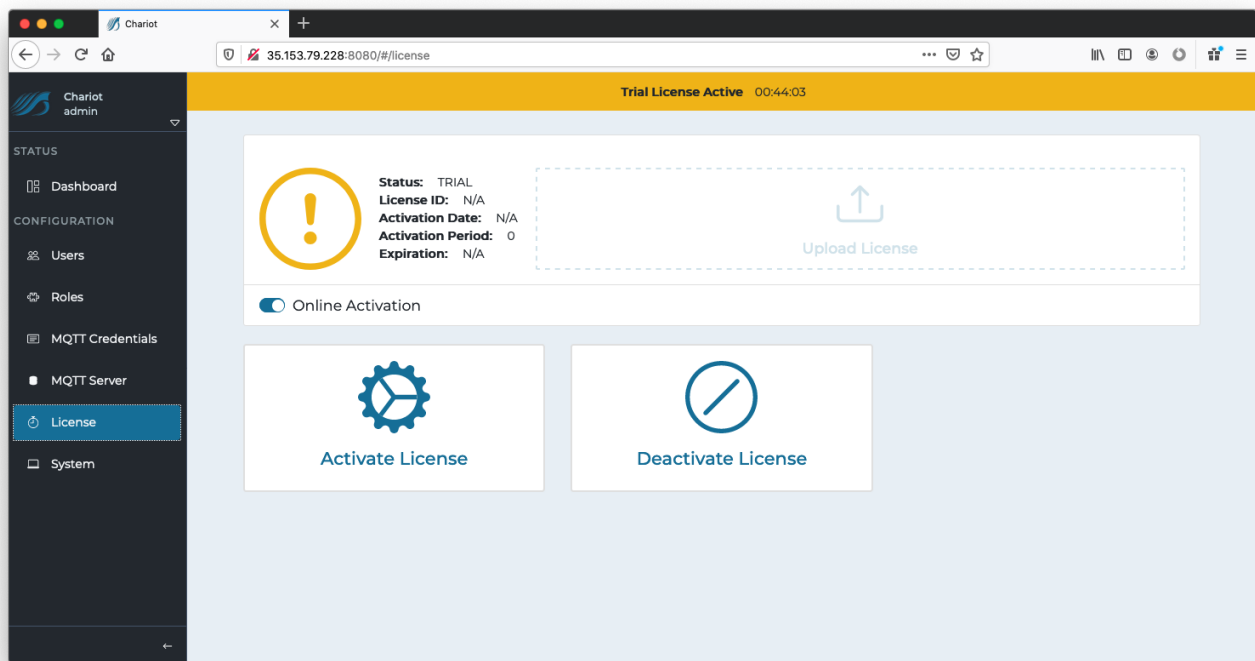 Chariot
35.153.79.228:8080/#/license
Chariot
admin
Trial License Active 00:44:03
STATUS
Dashboard
CONFIGURATION
Users
Roles
MQTT Credentials
MQTT Server
License
System
Status: TRIAL
License ID: N/A
Activation Date: N/A
Activation Period: 0
Expiration: N/A
Upload License
Online Activation
Activate License
Deactivate License